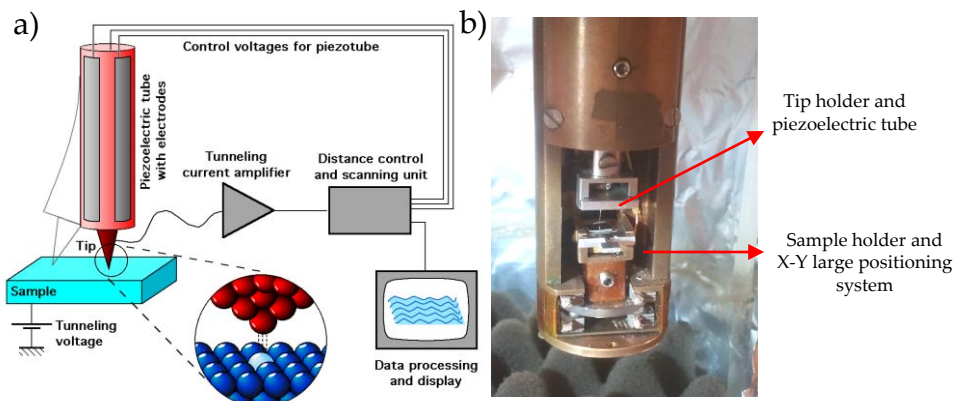 a)
Control voltages for piezotube
Piezoelectric tube
with electrodes
Tunneling
current amplifier
Distance control
and scanning unit
Tip
Sample
Tunneling
voltage
Data processing
and display
b)
Tip holder and
piezoelectric tube
Sample holder and
X-Y large positioning
system